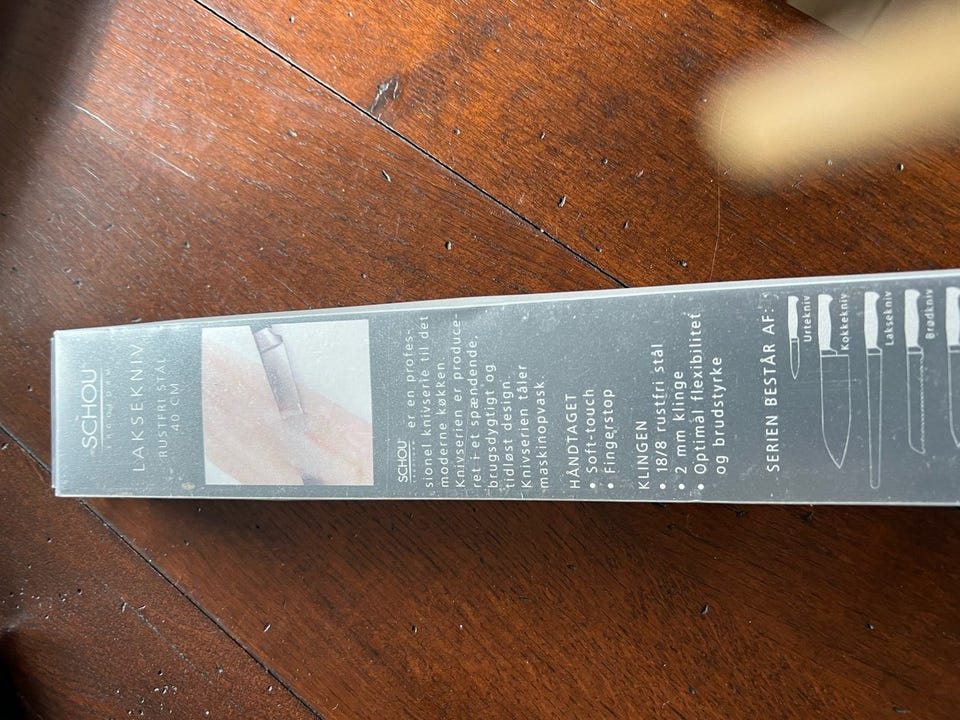 SCHOU
ERGONORM
LAKSEKNIV
RUSTFRI STÅL
40 CM
SCHOU er en profes-
sionel knivserie til det
moderne køkken.
Knivserien er produce-
ret i et spændende,
brugsdygtigt og
tidløst design.
Knivserien tåler
maskinopvask.
HÅNDTAGET
• Soft-touch
• Fingerstop
KLINGEN
• 18/8 rustfri stål
• 2 mm klinge
• Optimal flexibilitet
og brudstyrke
SERIEN BESTÅR AF:
Urtekniv
Kokkekniv
Laksekniv
Brødkniv